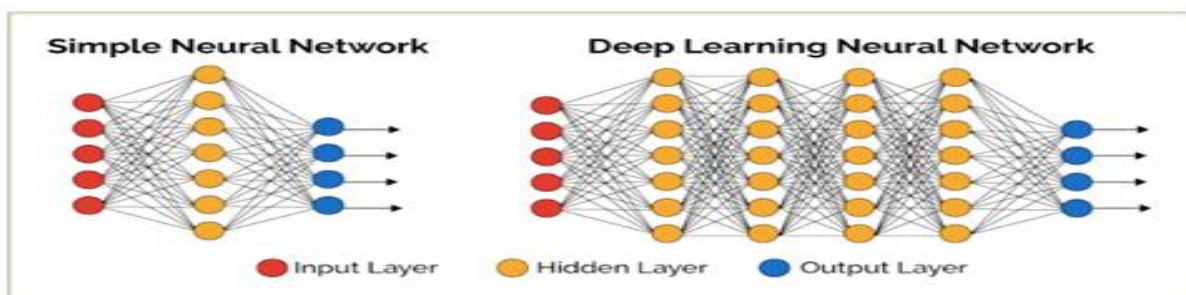 Simple Neural Network
Deep Learning Neural Network
Input Layer
Hidden Layer
Output Layer